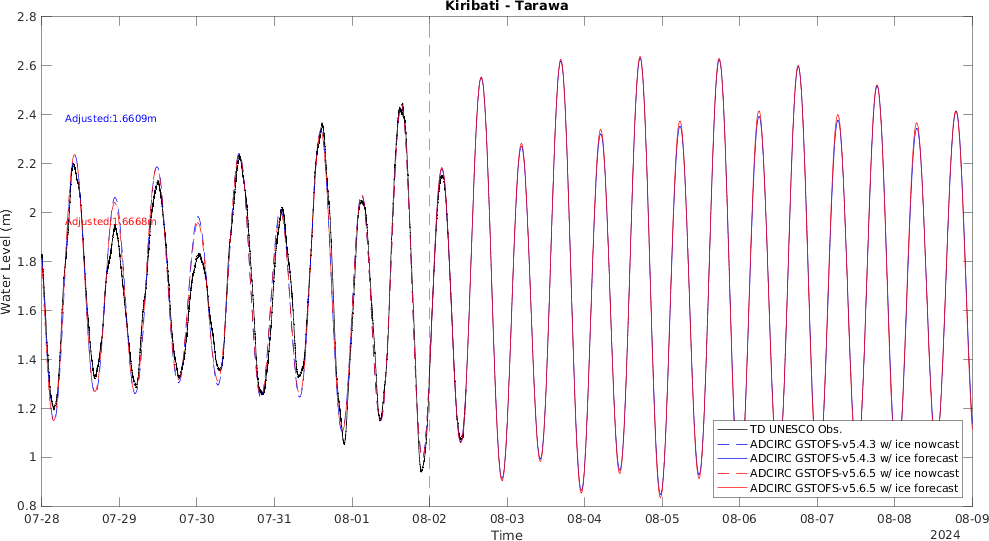 Kiribati - Tarawa
2.8
2.6
2.4
2.2
2
1.8
1.6
1.4
1.2
1
0.8
Water Level (m)
Adjusted:1.6609m
Adjusted:1.6668m
TD UNESCO Obs.
ADCIRC GSTOFS-v5.4.3 w/ ice nowcast
ADCIRC GSTOFS-v5.4.3 w/ ice forecast
ADCIRC GSTOFS-v5.6.5 w/ ice nowcast
ADCIRC GSTOFS-v5.6.5 w/ ice forecast
07-28 07-29 07-30 07-31 08-01 08-02 08-03 08-04 08-05 08-06 08-07 08-08 08-09
Time
2024